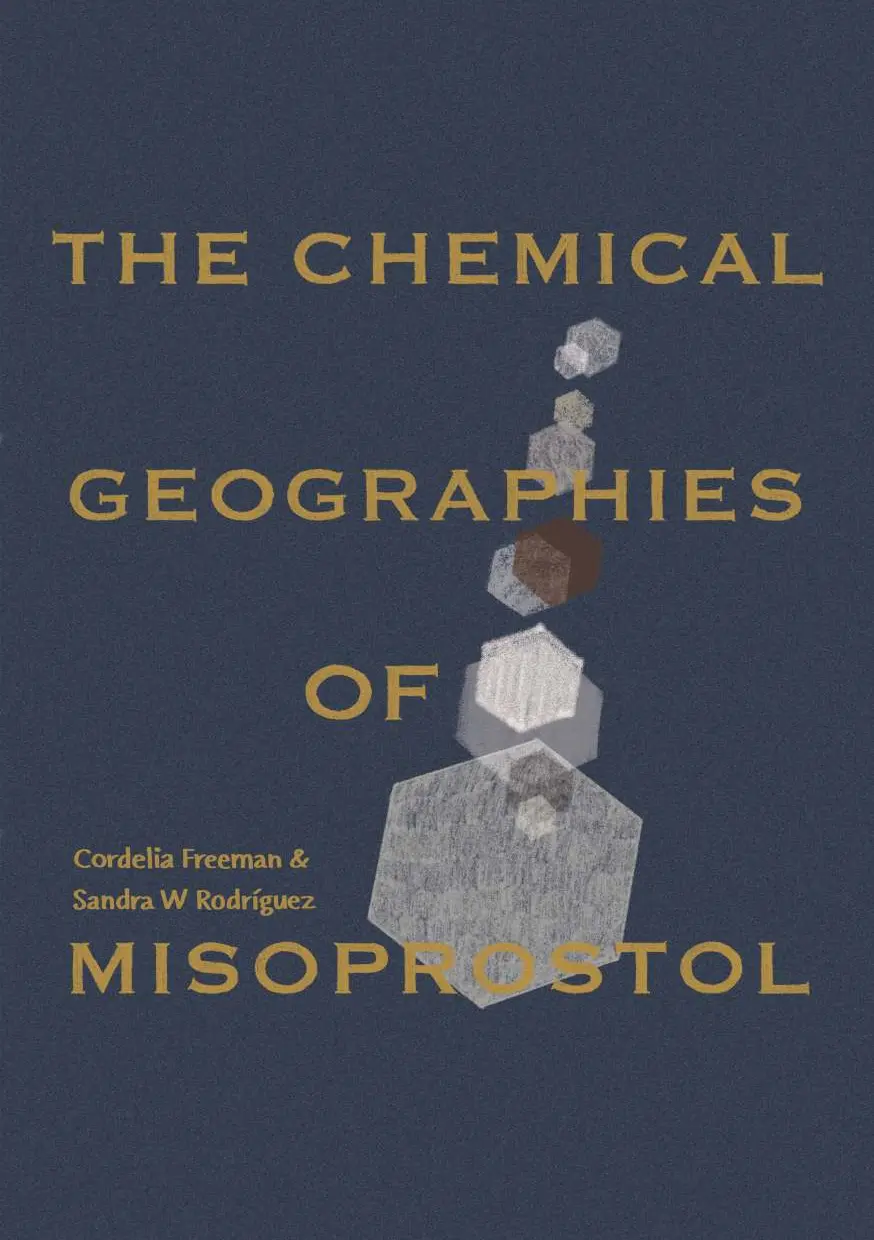 THE CHEMICAL
GEOGRAPHIES
OF
Cordelia Freeman &
Sandra W Rodríguez
MISOPROSTOL